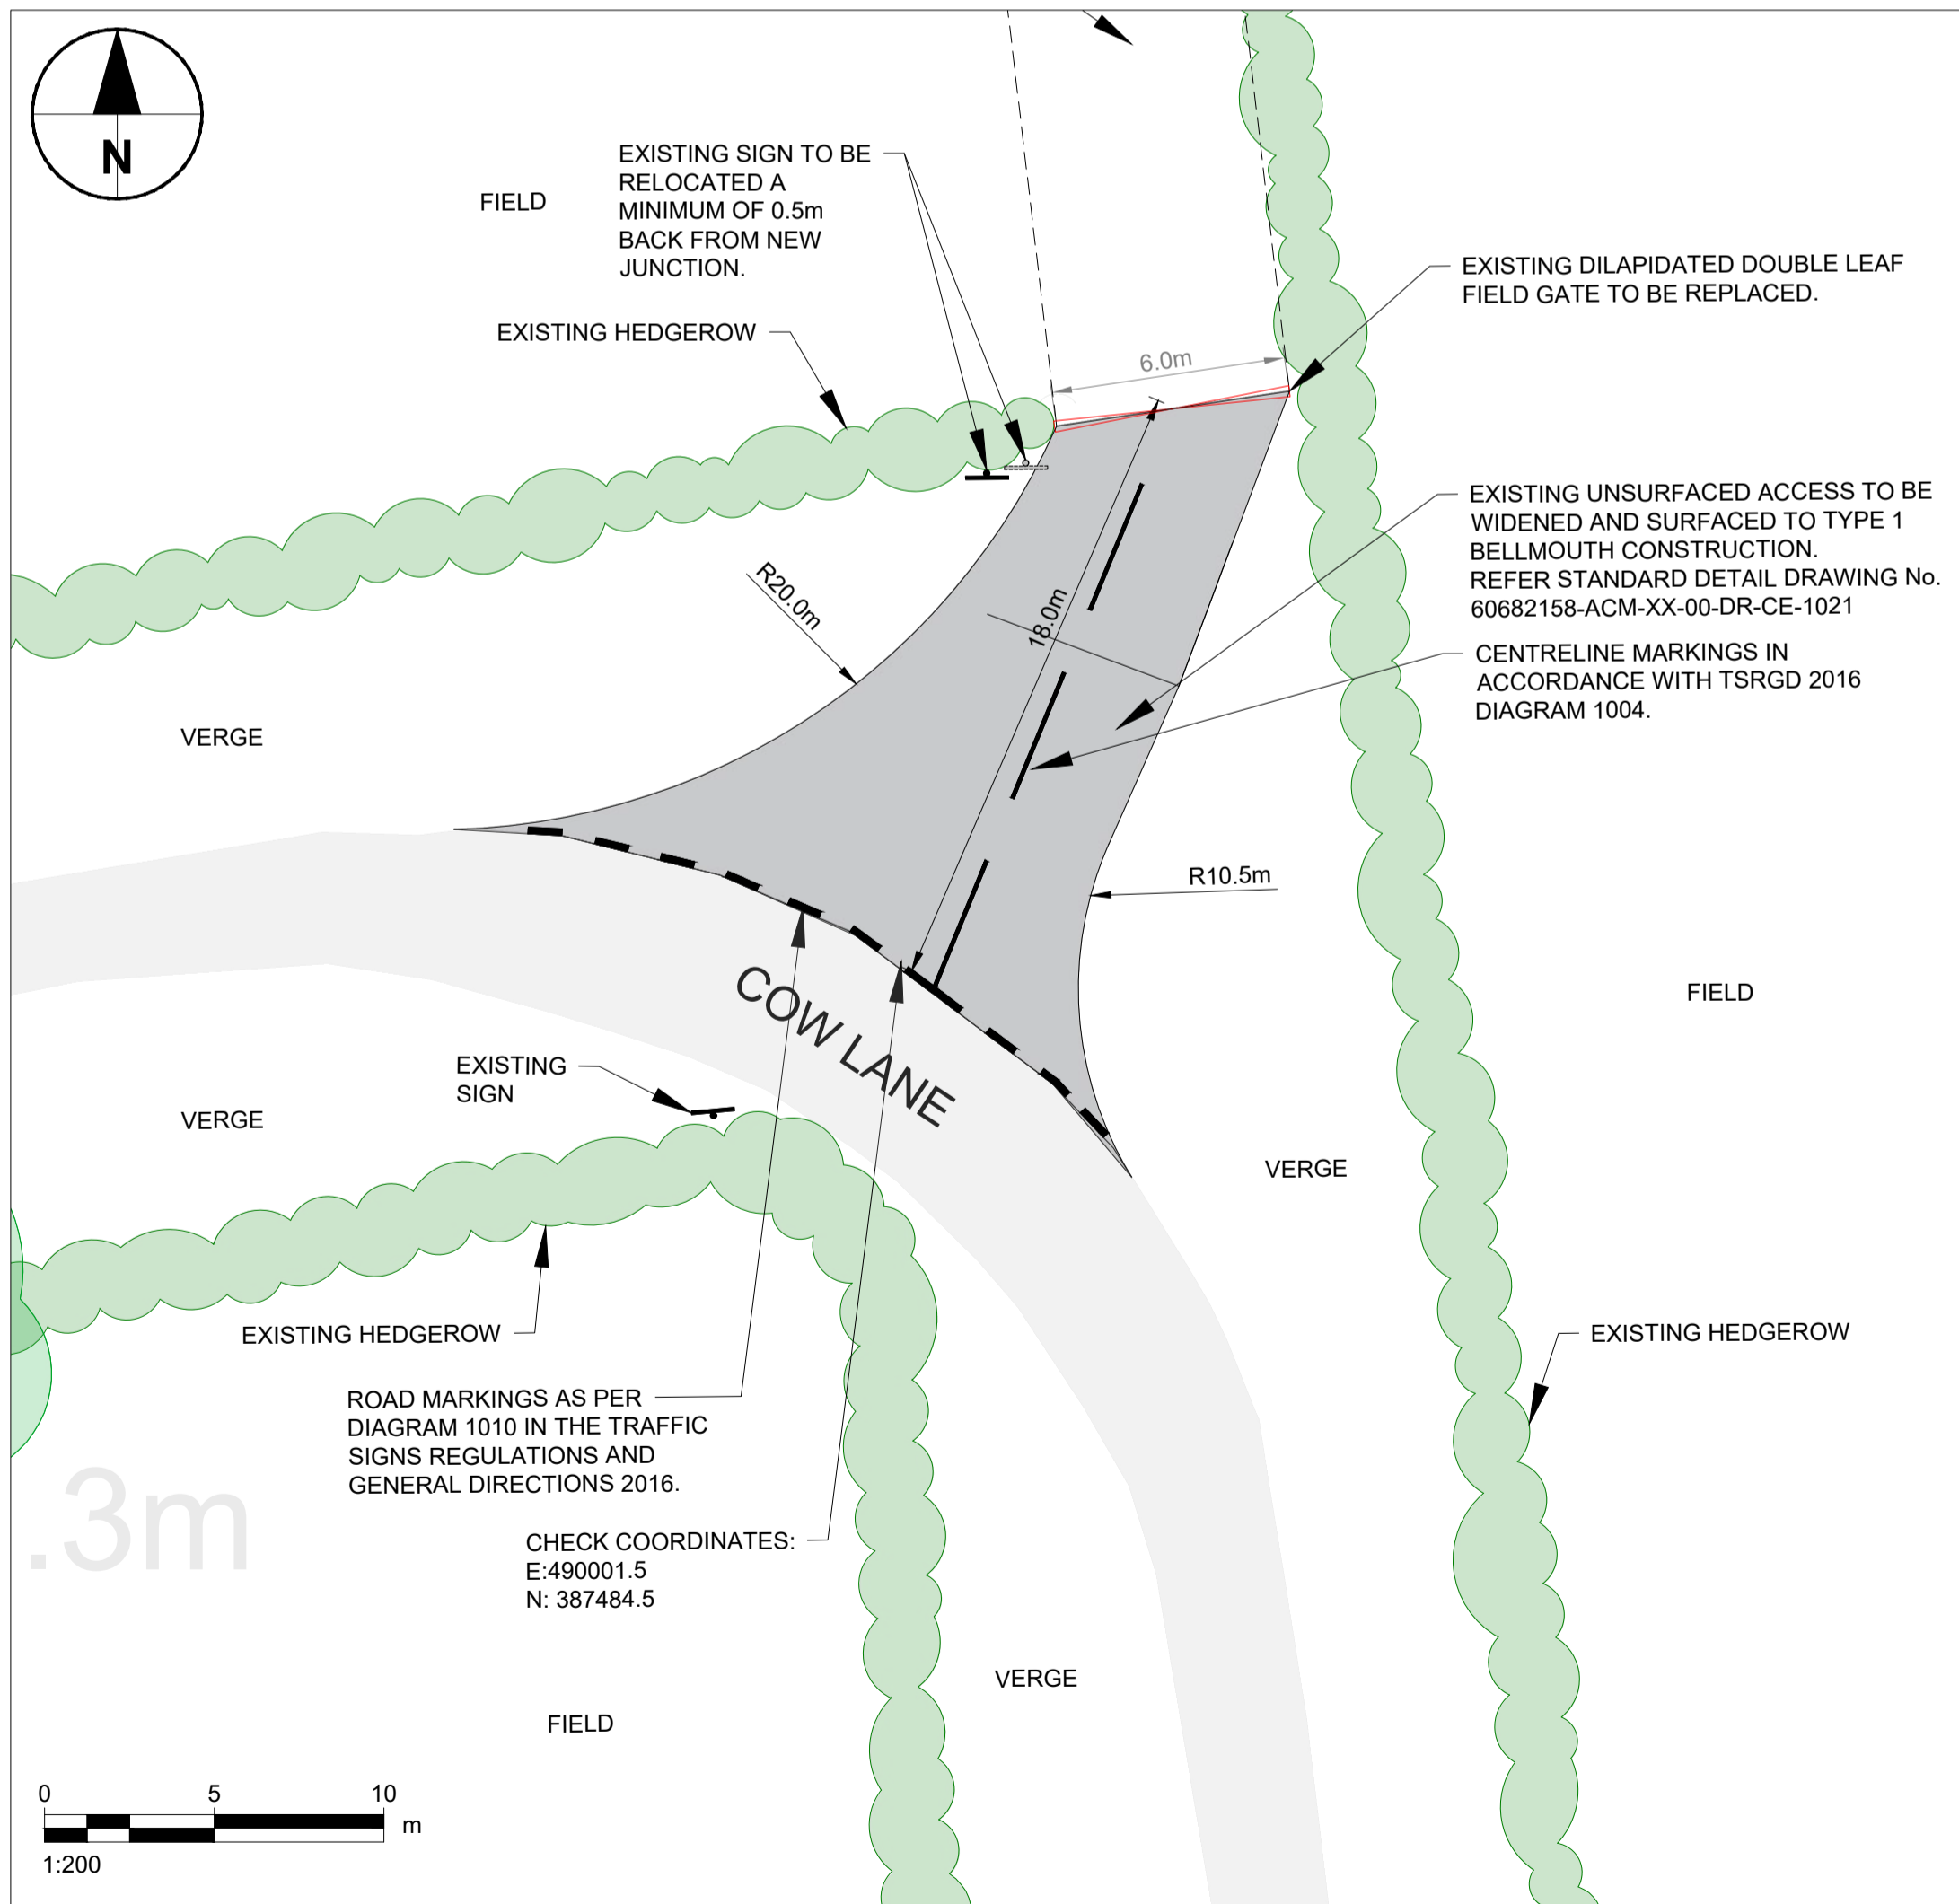 N
FIELD
EXISTING SIGN TO BE
RELOCATED A
MINIMUM OF 0.5m
BACK FROM NEW
JUNCTION.
EXISTING DILAPIDATED DOUBLE LEAF
FIELD GATE TO BE REPLACED.
EXISTING HEDGEROW
6.0m
EXISTING UNSURFACED ACCESS TO BE
WIDENED AND SURFACED TO TYPE 1
BELLMOUTH CONSTRUCTION.
REFER STANDARD DETAIL DRAWING No.
60682158-ACM-XX-00-DR-CE-1021
R20.0m
18.0m
CENTRELINE MARKINGS IN
ACCORDANCE WITH TSRGD 2016
DIAGRAM 1004.
VERGE
R10.5m
COW LANE
FIELD
EXISTING
SIGN
VERGE
VERGE
EXISTING HEDGEROW
EXISTING HEDGEROW
ROAD MARKINGS AS PER
DIAGRAM 1010 IN THE TRAFFIC
SIGNS REGULATIONS AND
GENERAL DIRECTIONS 2016.
.3m
CHECK COORDINATES:
E:490001.5
N: 387484.5
VERGE
FIELD
0 5 10
m
1:200